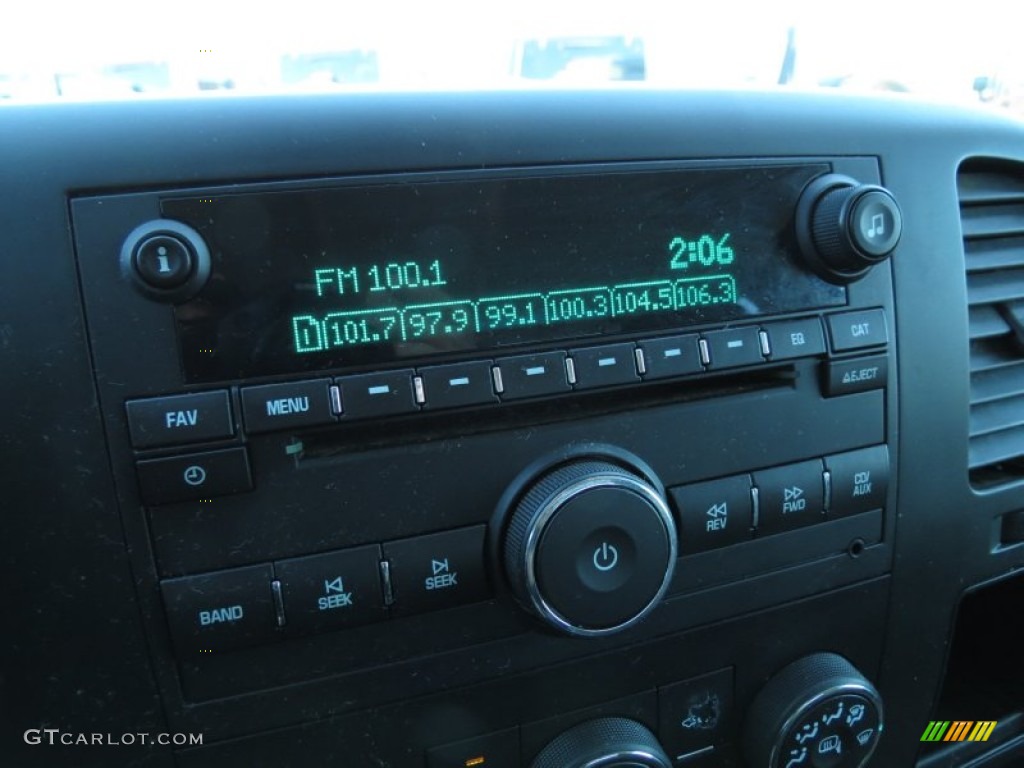 i
FM 100.1
2:06
1 101.7 97.9 99.1 100.3 104.5 106.3
FAV
MENU
EQ
CAT
EJECT
BAND
SEEK
SEEK
REV
FWD
CD/
AUX
GTCARLOT.COM